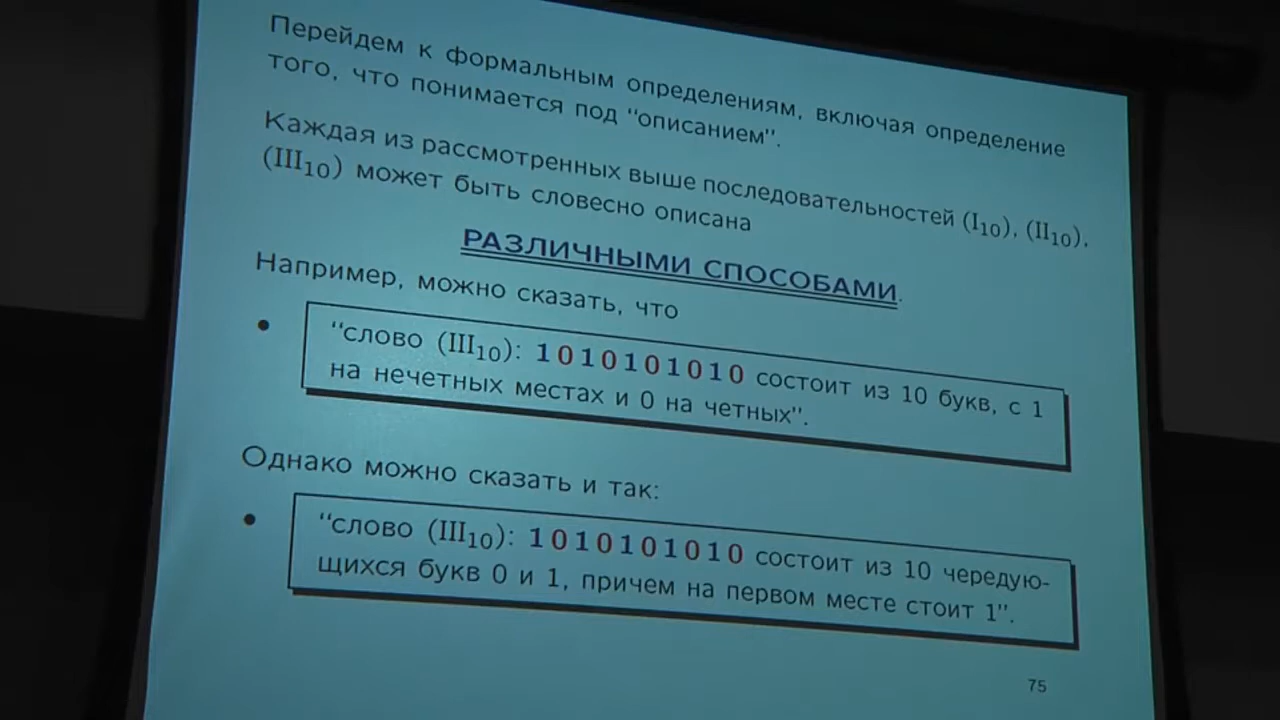 Перейдем к формальным определениям, включая определение
того, что понимается под "описанием".
Каждая из рассмотренных выше последовательностей (I₁₀), (II₁₀),
(III₁₀) может быть словесно описана
РАЗЛИЧНЫМИ СПОСОБАМИ.
Например, можно сказать, что
• "слово (III₁₀): 1010101010 состоит из 10 букв, с 1
на нечетных местах и 0 на четных".
Однако можно сказать и так:
• "слово (III₁₀): 1010101010 состоит из 10 чередую-
щихся букв 0 и 1, причем на первом месте стоит 1".
75